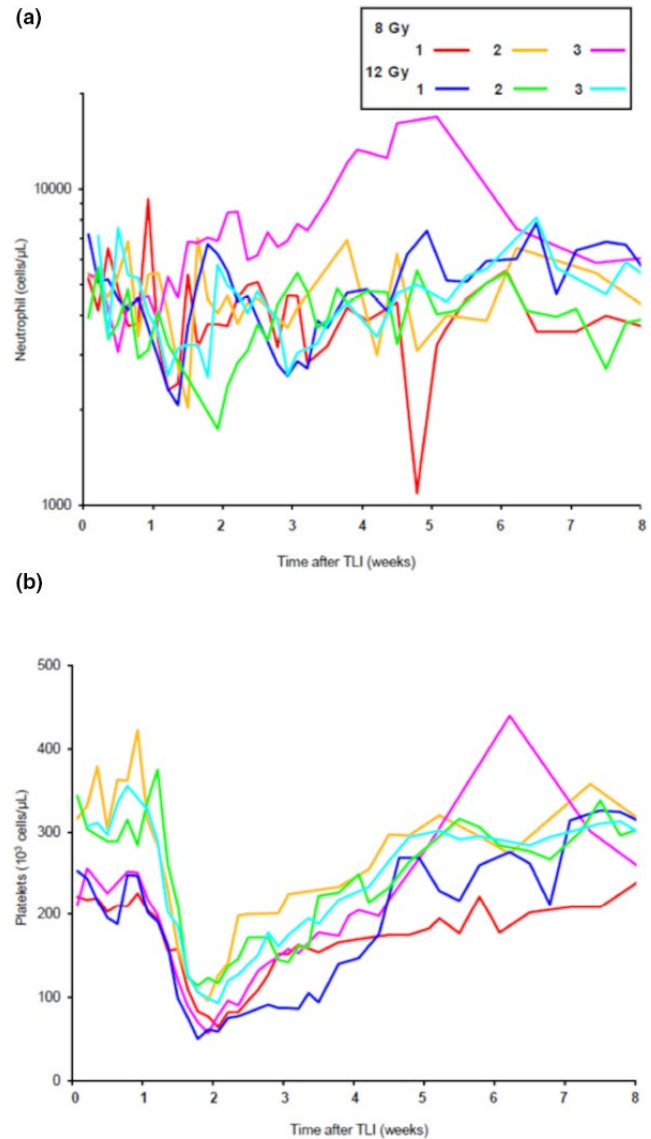 (a)
8 Gy
1 2 3
12 Gy
1 2 3
Neutrophil (cells/μL)
10000
1000
0 1 2 3 4 5 6 7 8
Time after TLI (weeks)
(b)
Platelets (10³ cells/μL)
500
400
300
200
100
0
0 1 2 3 4 5 6 7 8
Time after TLI (weeks)